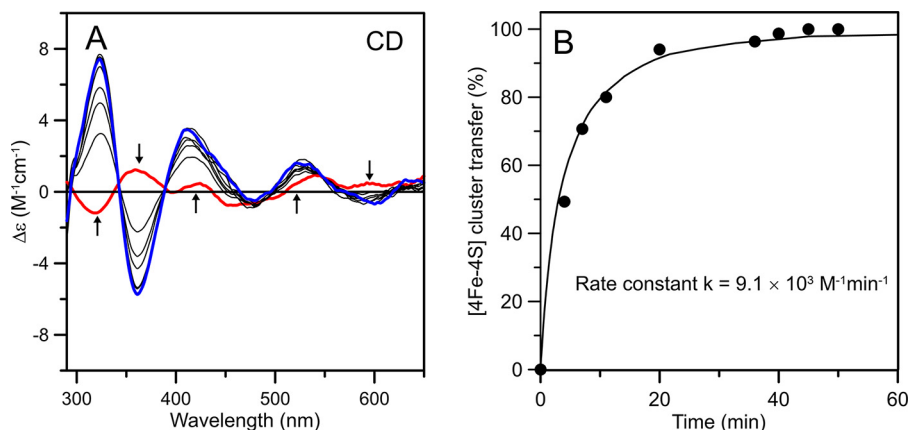 A
CD
8
4
0
-4
-8
Δε (M⁻¹cm⁻¹)
300 400 500 600
Wavelength (nm)
B
100
80
60
40
20
0
[4Fe-4S] cluster transfer (%)
Rate constant k = 9.1 × 10³ M⁻¹min⁻¹
0 20 40 60
Time (min)